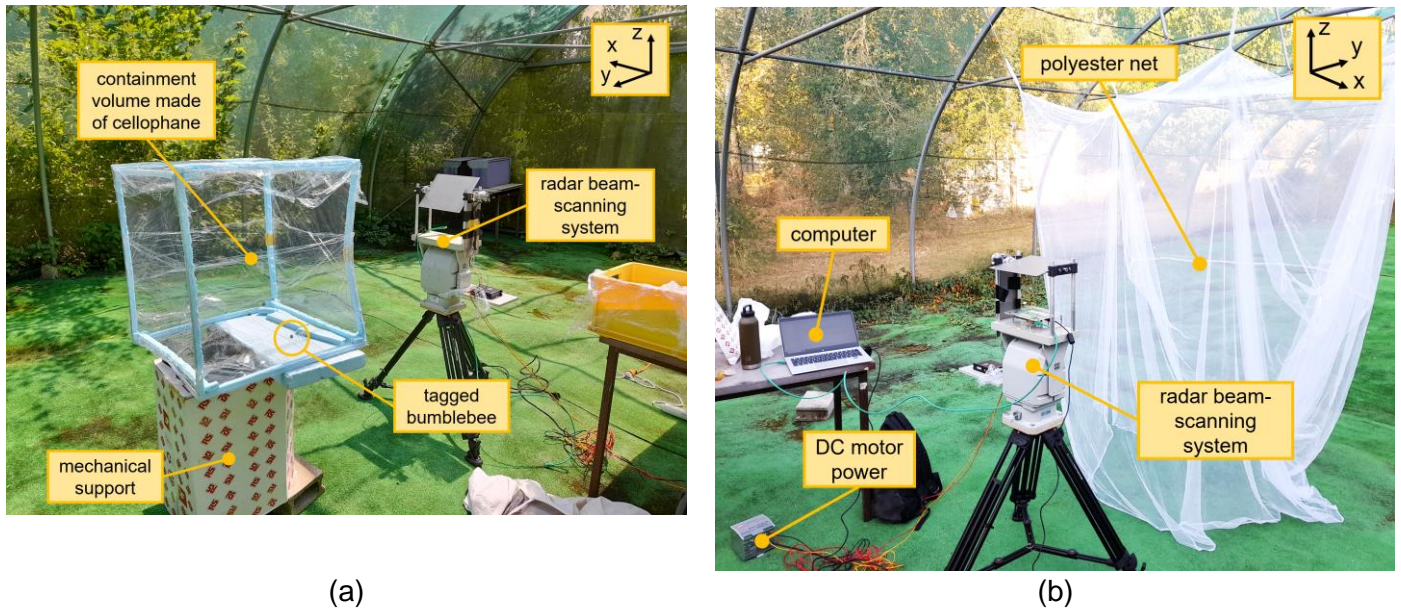 z
x
y
containment
volume made
of cellophane
radar beam-
scanning
system
tagged
bumblebee
mechanical
support
(a)
z
y
x
polyester net
computer
radar beam-
scanning
system
DC motor
power
(b)